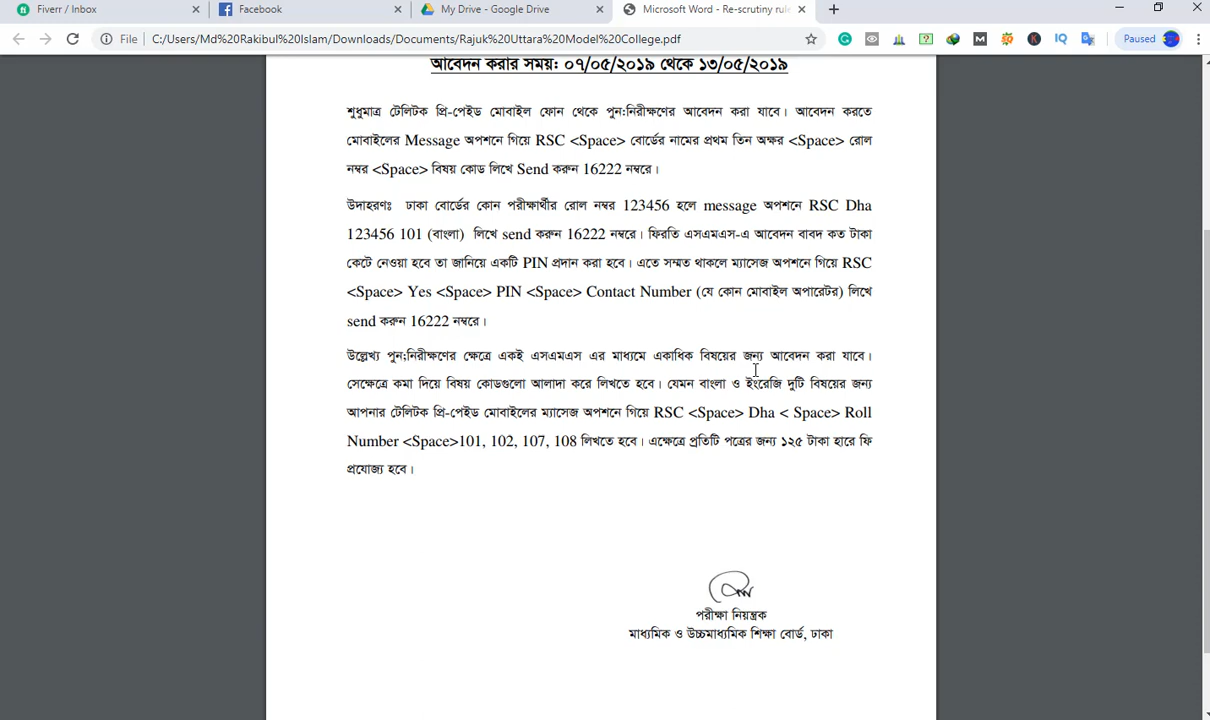 Fiverr / Inbox
Facebook
My Drive - Google Drive
Microsoft Word - Re-scrutiny rule
File
C:/Users/Md%20Rakibul%20Islam/Downloads/Documents/Rajuk%20Uttara%20Model%20College.pdf
Paused
আবেদন করার সময়: ০৭/০৫/২০১৯ থেকে ১৩/০৫/২০১৯
শুধুমাত্র টেলিটক প্রি-পেইড মোবাইল ফোন থেকে পুন:নিরীক্ষণের আবেদন করা যাবে। আবেদন করতে
মোবাইলের Message অপশনে গিয়ে RSC <Space> বোর্ডের নামের প্রথম তিন অক্ষর <Space> রোল
নম্বর <Space> বিষয় কোড লিখে Send করুন 16222 নম্বরে।
উদাহরণঃ ঢাকা বোর্ডের কোন পরীক্ষার্থীর রোল নম্বর 123456 হলে message অপশনে RSC Dha
123456 101 (বাংলা) লিখে send করুন 16222 নম্বরে। ফিরতি এসএমএস-এ আবেদন বাবদ কত টাকা
কেটে নেওয়া হবে তা জানিয়ে একটি PIN প্রদান করা হবে। এতে সম্মত থাকলে ম্যাসেজ অপশনে গিয়ে RSC
<Space> Yes <Space> PIN <Space> Contact Number (যে কোন মোবাইল অপারেটর) লিখে
send করুন 16222 নম্বরে।
উল্লেখ্য পুন;নিরীক্ষণের ক্ষেত্রে একই এসএমএস এর মাধ্যমে একাধিক বিষয়ের জন্য আবেদন করা যাবে।
সেক্ষেত্রে কমা দিয়ে বিষয় কোডগুলো আলাদা করে লিখতে হবে। যেমন বাংলা ও ইংরেজি দুটি বিষয়ের জন্য
আপনার টেলিটক প্রি-পেইড মোবাইলের ম্যাসেজ অপশনে গিয়ে RSC <Space> Dha < Space> Roll
Number <Space>101, 102, 107, 108 লিখতে হবে। এক্ষেত্রে প্রতিটি পত্রের জন্য ১২৫ টাকা হারে ফি
প্রযোজ্য হবে।
পরীক্ষা নিয়ন্ত্রক
মাধ্যমিক ও উচ্চমাধ্যমিক শিক্ষা বোর্ড, ঢাকা